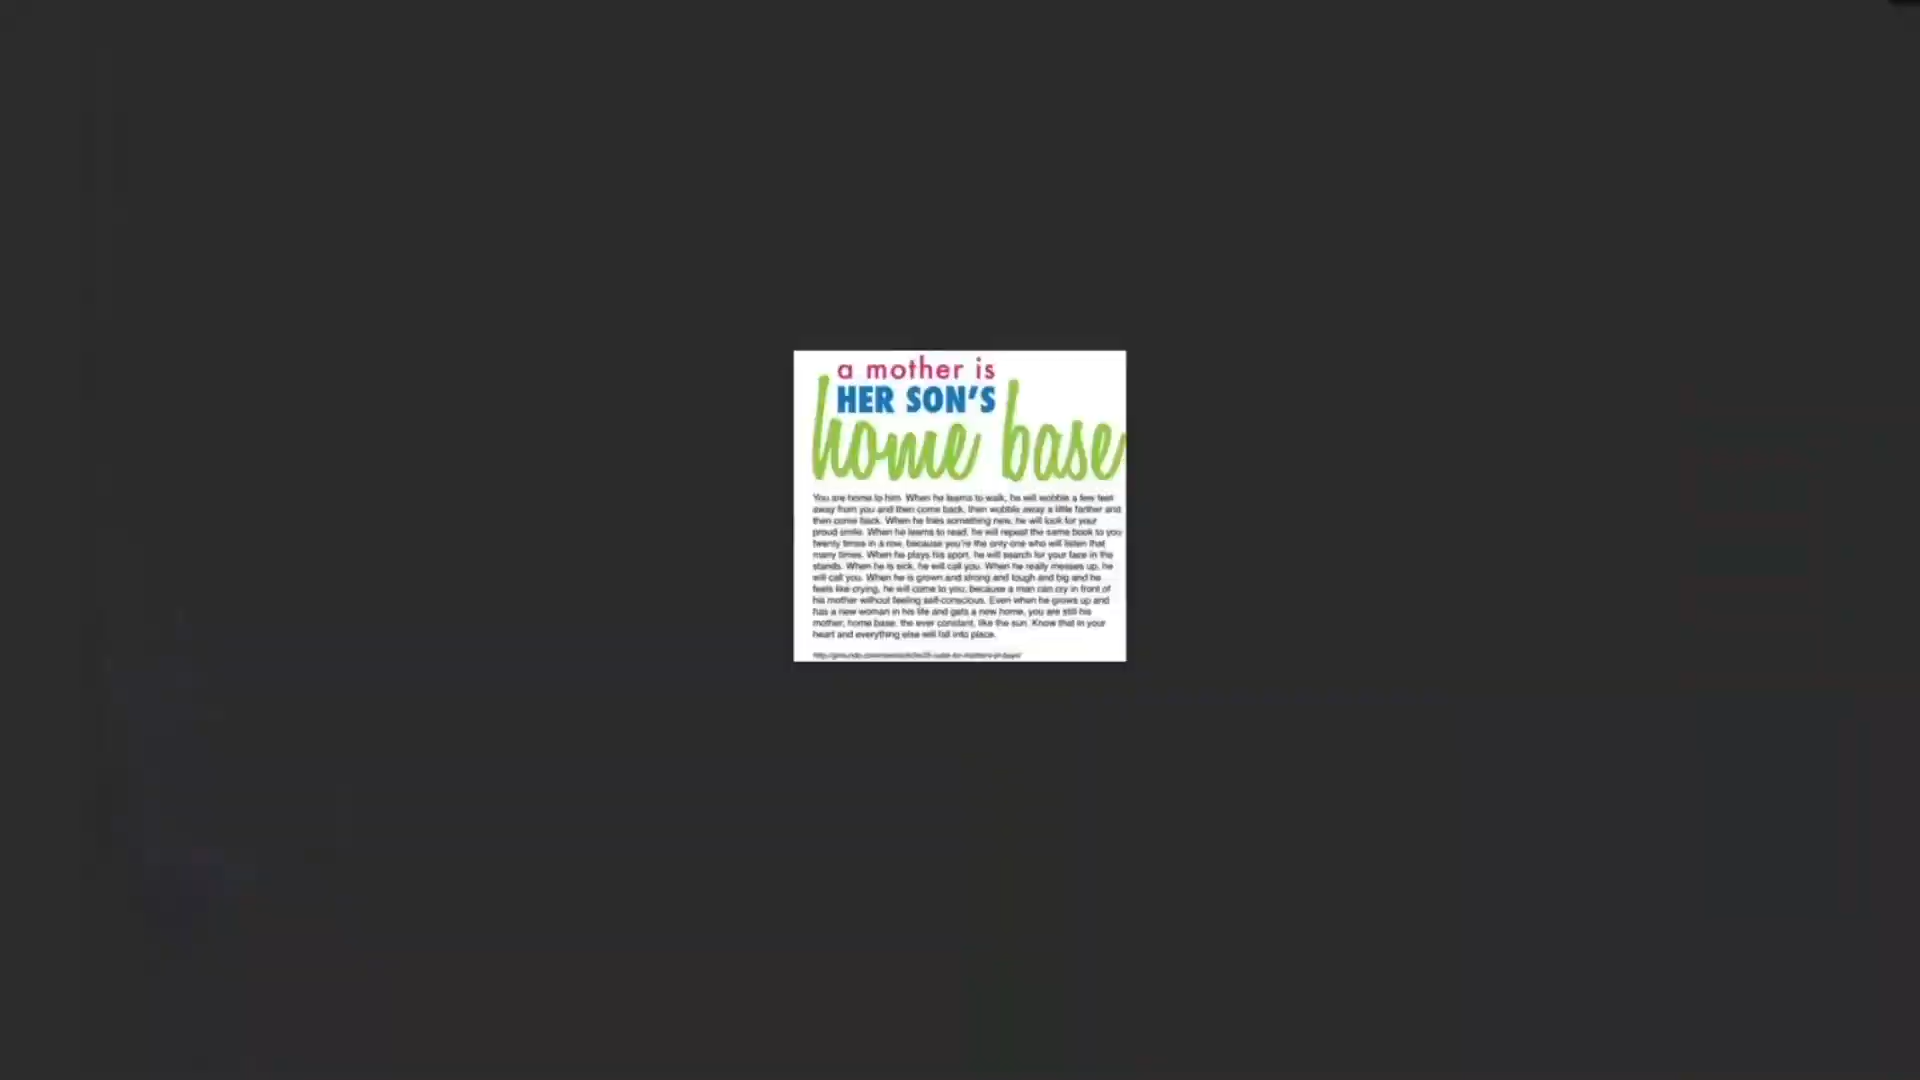 a mother is
HER SON'S
home base
You are home to him. When he learns to walk, he will wobble a few feet
away from you and then come back, then wobble away a little farther and
then come back. When he tries something new, he will look for your
proud smile. When he learns to read, he will repeat the same book to you
twenty times in a row, because you're the only one who will listen that
many times. When he plays his sport, he will search for your face in the
stands. When he is sick, he will call you. When he really messes up, he
will call you. When he is grown and strong and tough and big and he
feels like crying, he will come to you, because a man can cry in front of
his mother without feeling self-conscious. Even when he grows up and
has a new woman in his life and gets a new home, you are still his
mother, home base, the ever constant, like the sun. Know that in your
heart and everything else will fall into place.